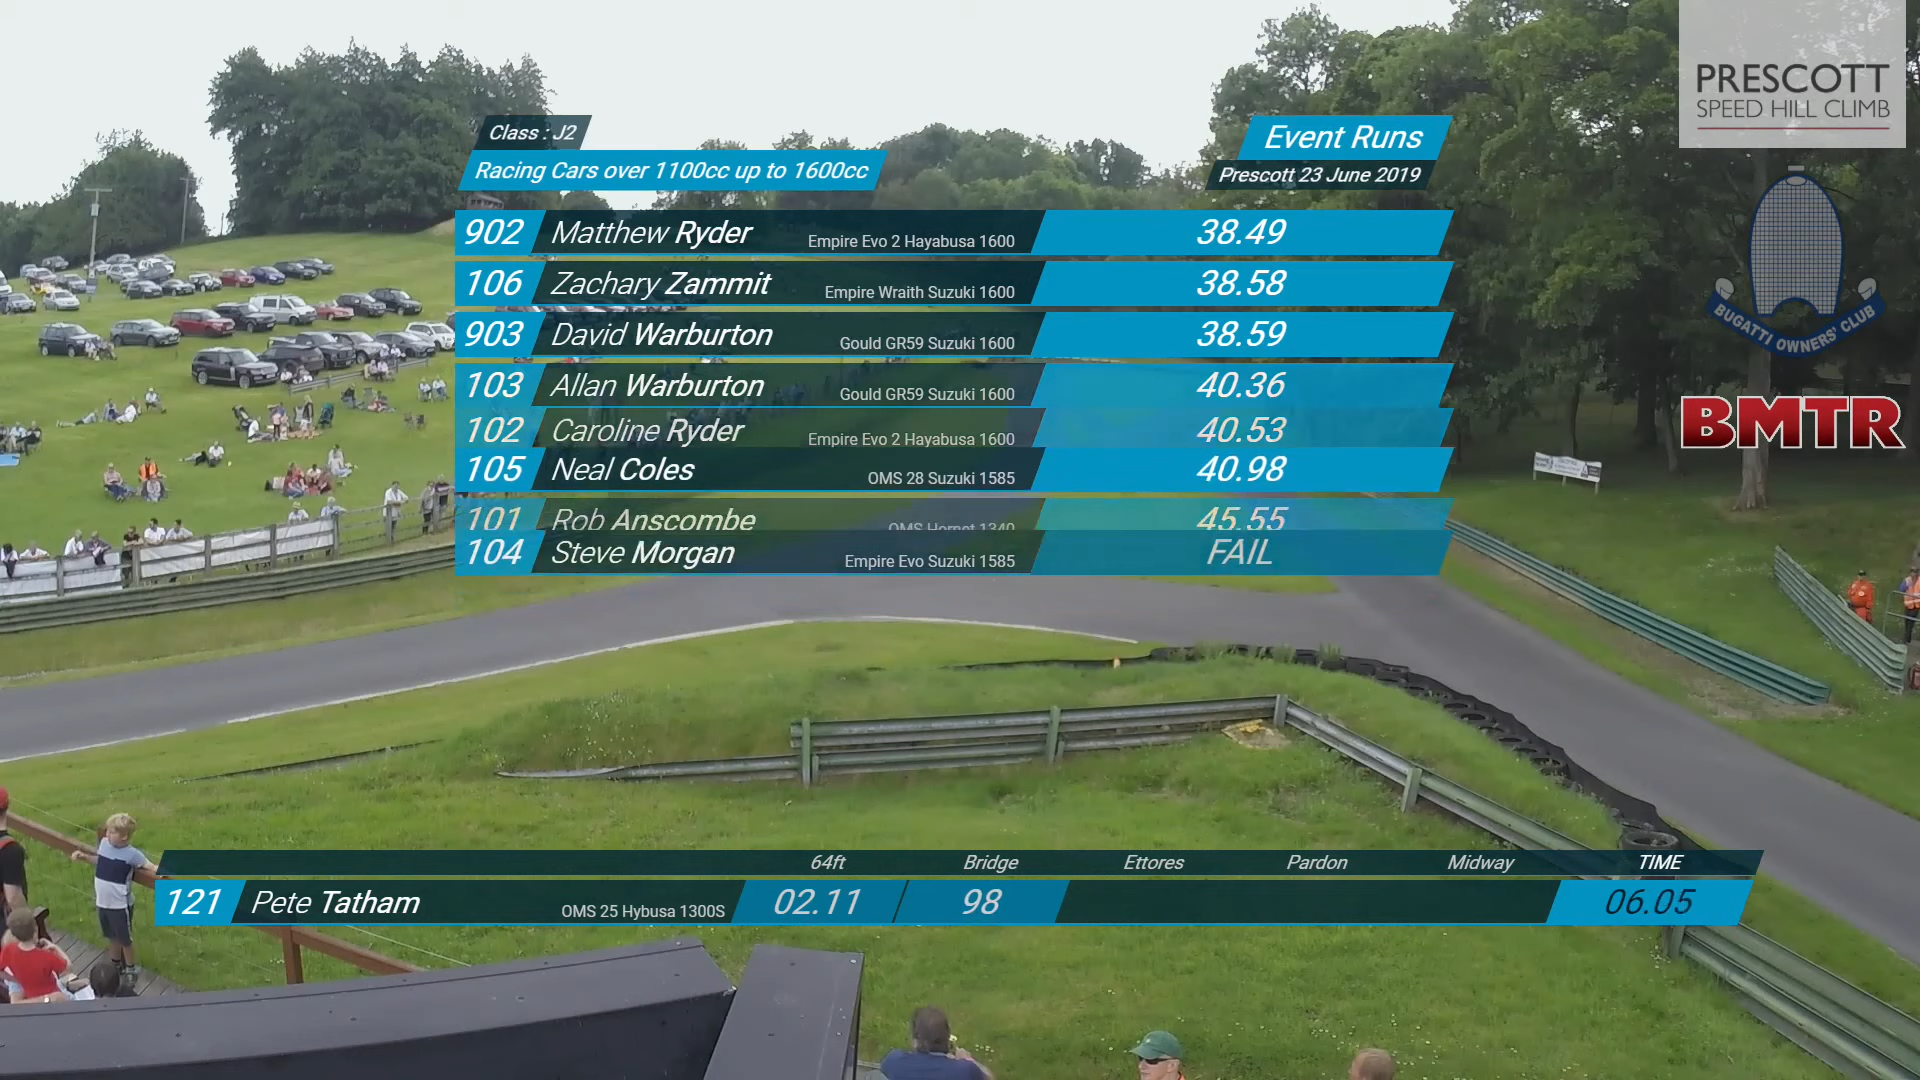 PRESCOTT
SPEED HILL CLIMB
Class : J2
Event Runs
Racing Cars over 1100cc up to 1600cc
Prescott 23 June 2019
902 Matthew Ryder Empire Evo 2 Hayabusa 1600 38.49
106 Zachary Zammit Empire Wraith Suzuki 1600 38.58
903 David Warburton Gould GR59 Suzuki 1600 38.59
103 Allan Warburton Gould GR59 Suzuki 1600 40.36
102 Caroline Ryder Empire Evo 2 Hayabusa 1600 40.53
105 Neal Coles OMS 28 Suzuki 1585 40.98
101 Rob Anscombe OMS Hornet 1340 45.55
104 Steve Morgan Empire Evo Suzuki 1585 FAIL
BUGATTI OWNERS' CLUB
BMTR
64ft Bridge Ettores Pardon Midway TIME
121 Pete Tatham OMS 25 Hybusa 1300S 02.11 98 06.05